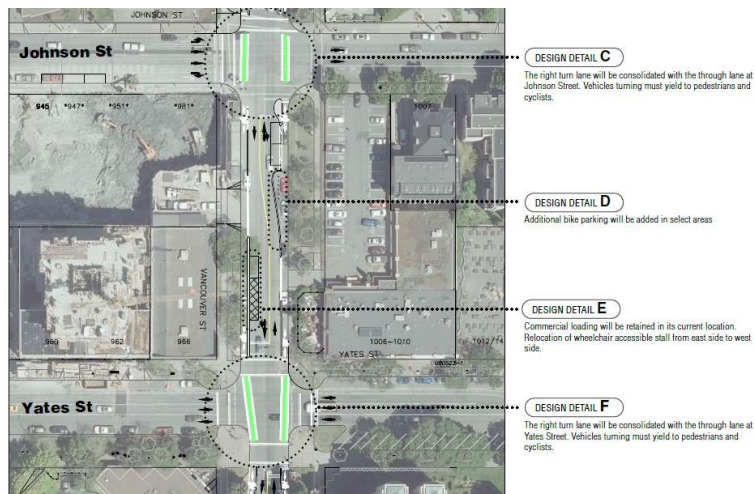 JOHNSON ST
Johnson St
945 *947* *951* *981*
1007
VANCOUVER ST
960
962
966
1006-1010
1012/14
YATES ST
Yates St
DESIGN DETAIL C
The right turn lane will be consolidated with the through lane at
Johnson Street. Vehicles turning must yield to pedestrians and
cyclists.
DESIGN DETAIL D
Additional bike parking will be added in select areas
DESIGN DETAIL E
Commercial loading will be retained in its current location.
Relocation of wheelchair accessible stall from east side to west
side.
DESIGN DETAIL F
The right turn lane will be consolidated with the through lane at
Yates Street. Vehicles turning must yield to pedestrians and
cyclists.